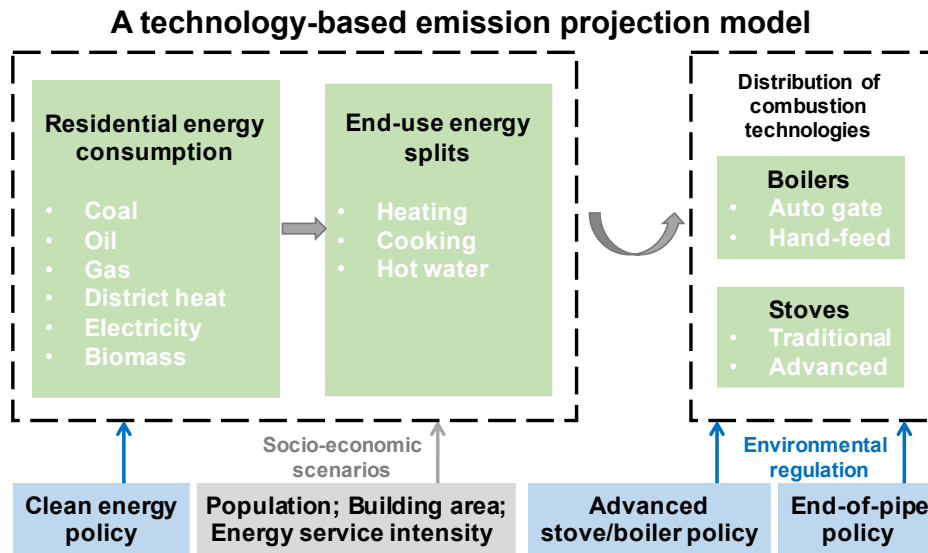 A technology-based emission projection model
Residential energy
consumption
• Coal
• Oil
• Gas
• District heat
• Electricity
• Biomass
End-use energy
splits
• Heating
• Cooking
• Hot water
Distribution of
combustion
technologies
Boilers
• Auto gate
• Hand-feed
Stoves
• Traditional
• Advanced
Socio-economic
scenarios
Environmental
regulation
Clean energy
policy
Population; Building area;
Energy service intensity
Advanced
stove/boiler policy
End-of-pipe
policy